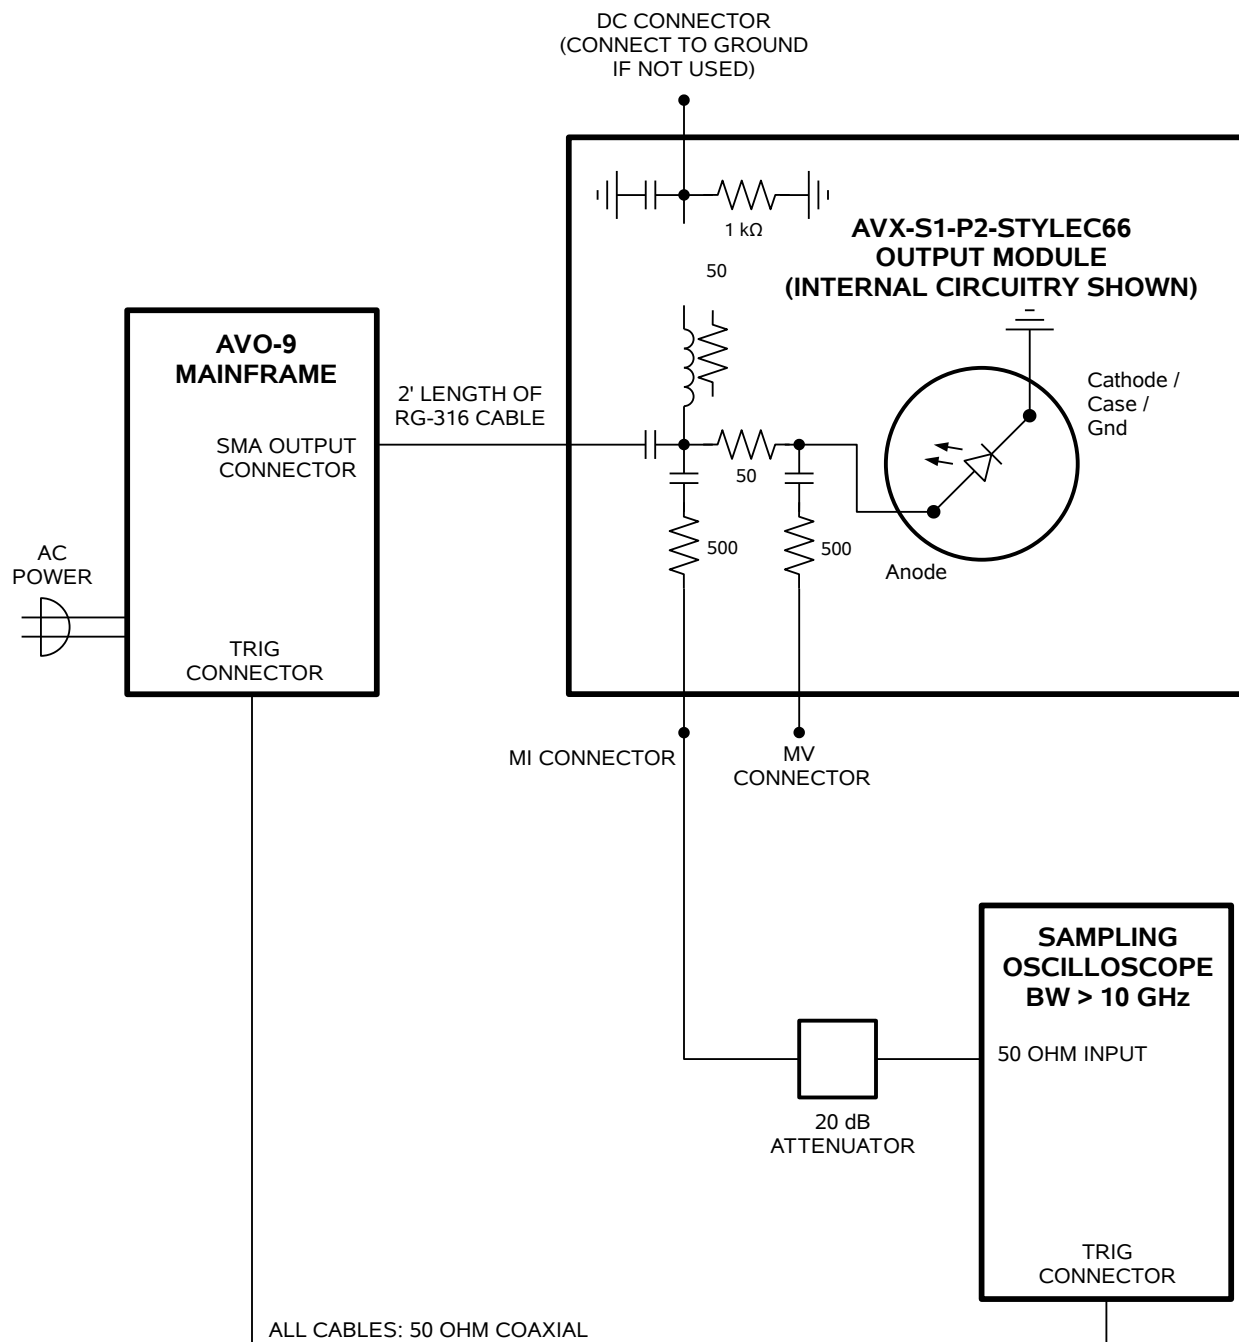 DC CONNECTOR
(CONNECT TO GROUND
IF NOT USED)
1 kΩ
50
AVX-S1-P2-STYLEC66
OUTPUT MODULE
(INTERNAL CIRCUITRY SHOWN)
AVO-9
MAINFRAME
2' LENGTH OF
RG-316 CABLE
SMA OUTPUT
CONNECTOR
Cathode /
Case /
Gnd
50
500
500
Anode
AC
POWER
TRIG
CONNECTOR
MI CONNECTOR
MV
CONNECTOR
SAMPLING
OSCILLOSCOPE
BW > 10 GHz
50 OHM INPUT
20 dB
ATTENUATOR
TRIG
CONNECTOR
ALL CABLES: 50 OHM COAXIAL